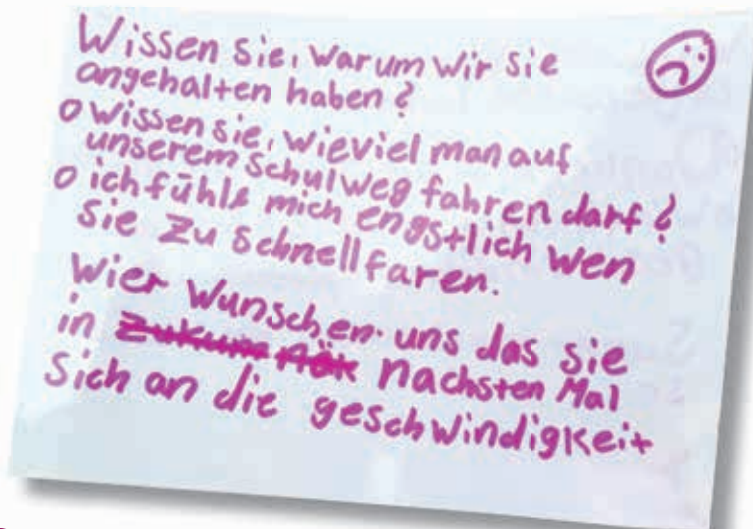 Wissen Sie, warum wir sie
angehalten haben?
o wissen sie, wieviel man auf
unserem Schulweg fahren darf?
o ich fühle mich engstlich wen
sie zu schnell faren.
Wier wunschen uns das sie
in nachsten Mal
sich an die geschwindigkeit